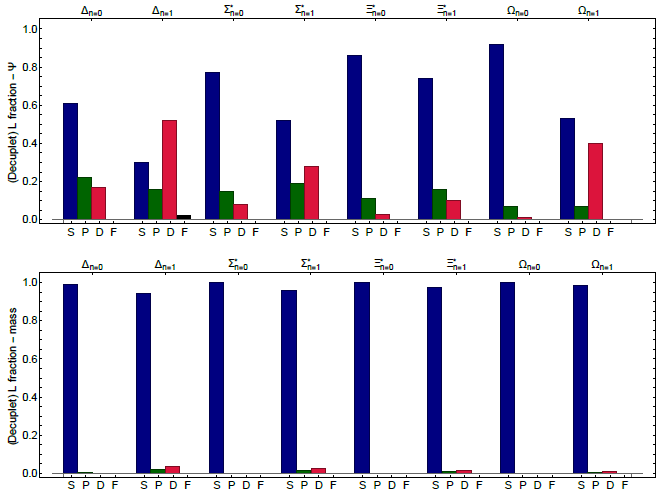 Δn=0 Δn=1 Σ*n=0 Σ*n=1 Ξ*n=0 Ξ*n=1 Ωn=0 Ωn=1
(Decuplet) L fraction – Ψ
1.0
0.8
0.6
0.4
0.2
0.0
S P D F S P D F S P D F S P D F S P D F S P D F S P D F S P D F
Δn=0 Δn=1 Σ*n=0 Σ*n=1 Ξ*n=0 Ξ*n=1 Ωn=0 Ωn=1
(Decuplet) L fraction – mass
1.0
0.8
0.6
0.4
0.2
0.0
S P D F S P D F S P D F S P D F S P D F S P D F S P D F S P D F